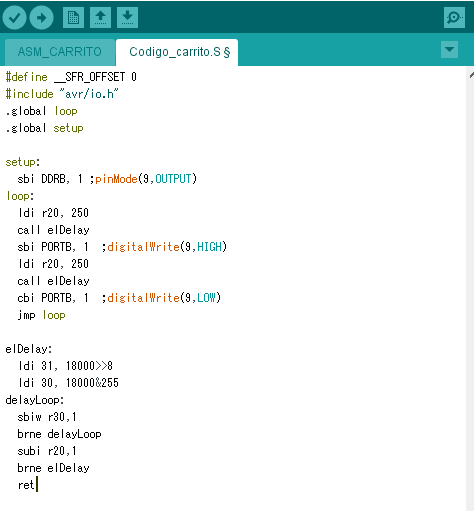 ASM_CARRITO Codigo_carrito.S §
#define __SFR_OFFSET 0
#include "avr/io.h"
.global loop
.global setup
setup:
sbi DDRB, 1 ;pinMode(9,OUTPUT)
loop:
ldi r20, 250
call elDelay
sbi PORTB, 1 ;digitalWrite(9,HIGH)
ldi r20, 250
call elDelay
cbi PORTB, 1 ;digitalWrite(9,LOW)
jmp loop
elDelay:
ldi 31, 18000>>8
ldi 30, 18000&255
delayLoop:
sbiw r30,1
brne delayLoop
subi r20,1
brne elDelay
ret